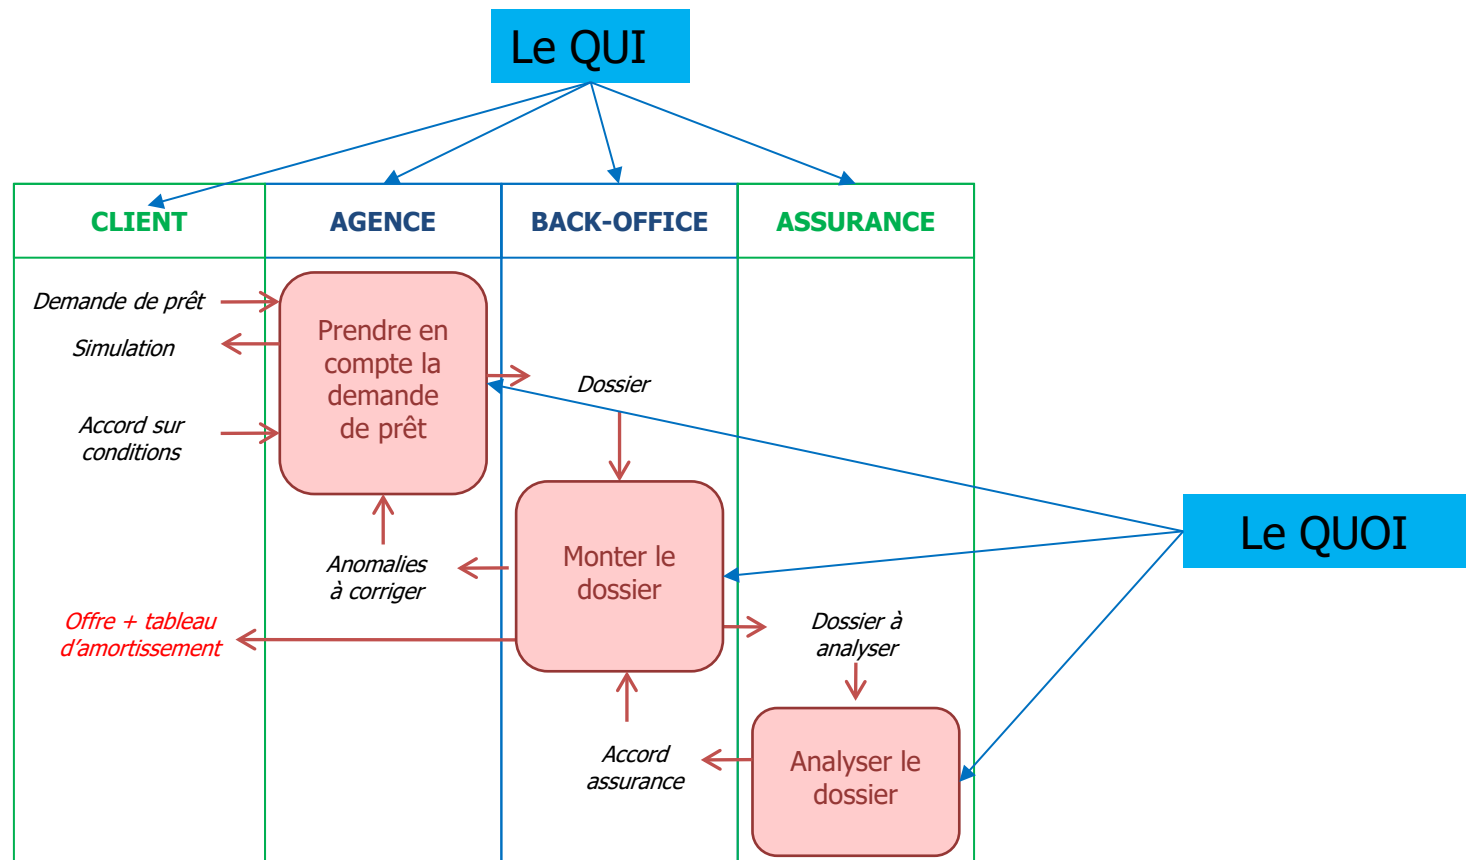 Le QUI
CLIENT
AGENCE
BACK-OFFICE
ASSURANCE
Demande de prêt
Simulation
Accord sur
conditions
Prendre en
compte la
demande
de prêt
Dossier
Anomalies
à corriger
Monter le
dossier
Le QUOI
Offre + tableau
d’amortissement
Dossier à
analyser
Accord
assurance
Analyser le
dossier